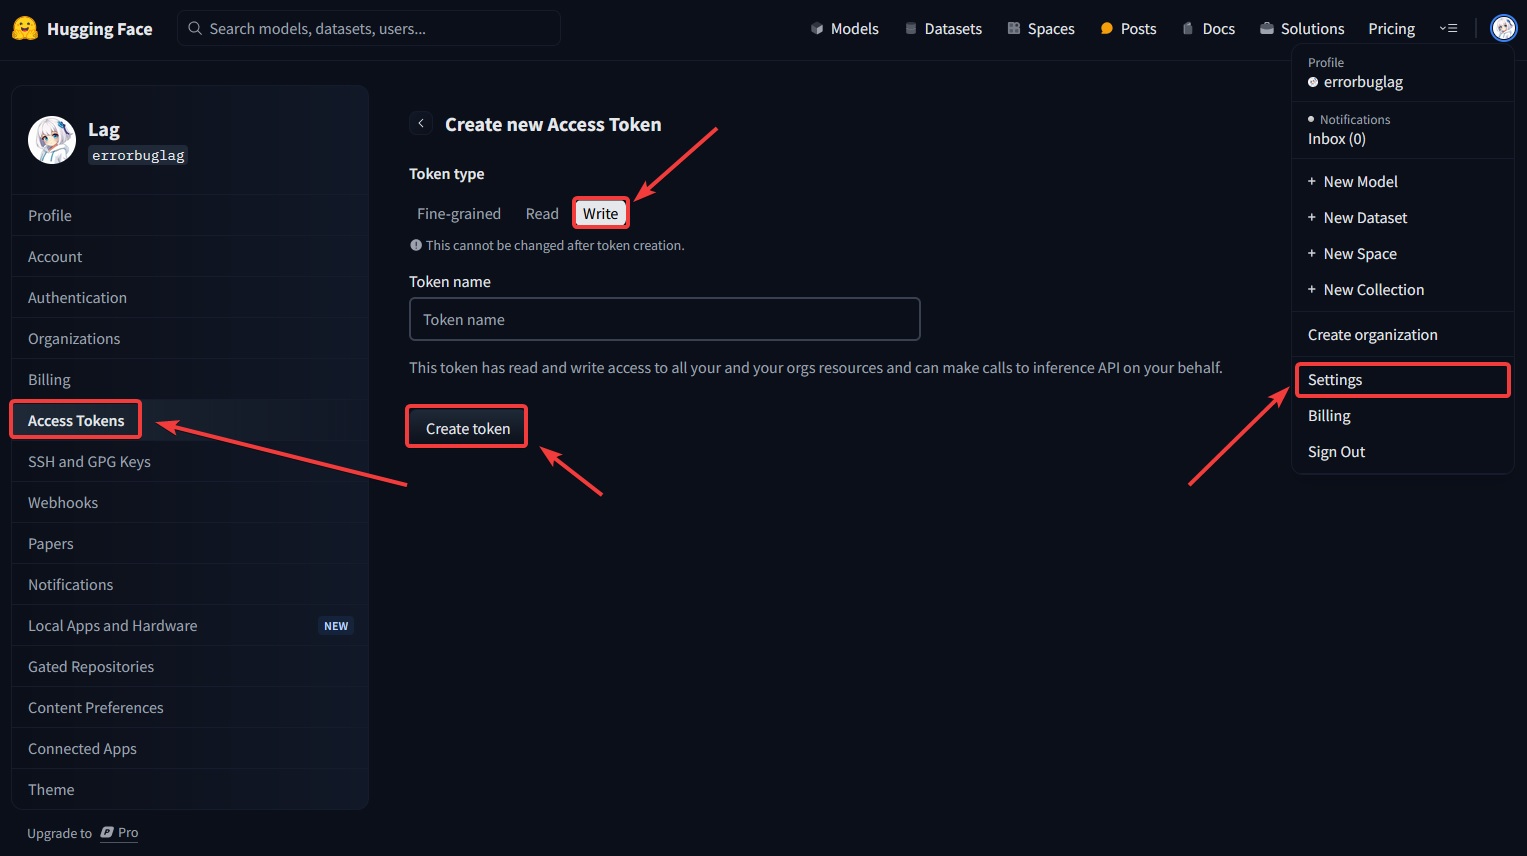 Hugging Face
Search models, datasets, users...
Models
Datasets
Spaces
Posts
Docs
Solutions
Pricing
Lag
errorbuglag
Profile
Account
Authentication
Organizations
Billing
Access Tokens
SSH and GPG Keys
Webhooks
Papers
Notifications
Local Apps and Hardware NEW
Gated Repositories
Content Preferences
Connected Apps
Theme
Upgrade to Pro
Create new Access Token
Token type
Fine-grained Read Write
This cannot be changed after token creation.
Token name
Token name
This token has read and write access to all your and your orgs resources and can make calls to inference API on your behalf.
Create token
Profile
errorbuglag
Notifications
Inbox (0)
+ New Model
+ New Dataset
+ New Space
+ New Collection
Create organization
Settings
Billing
Sign Out